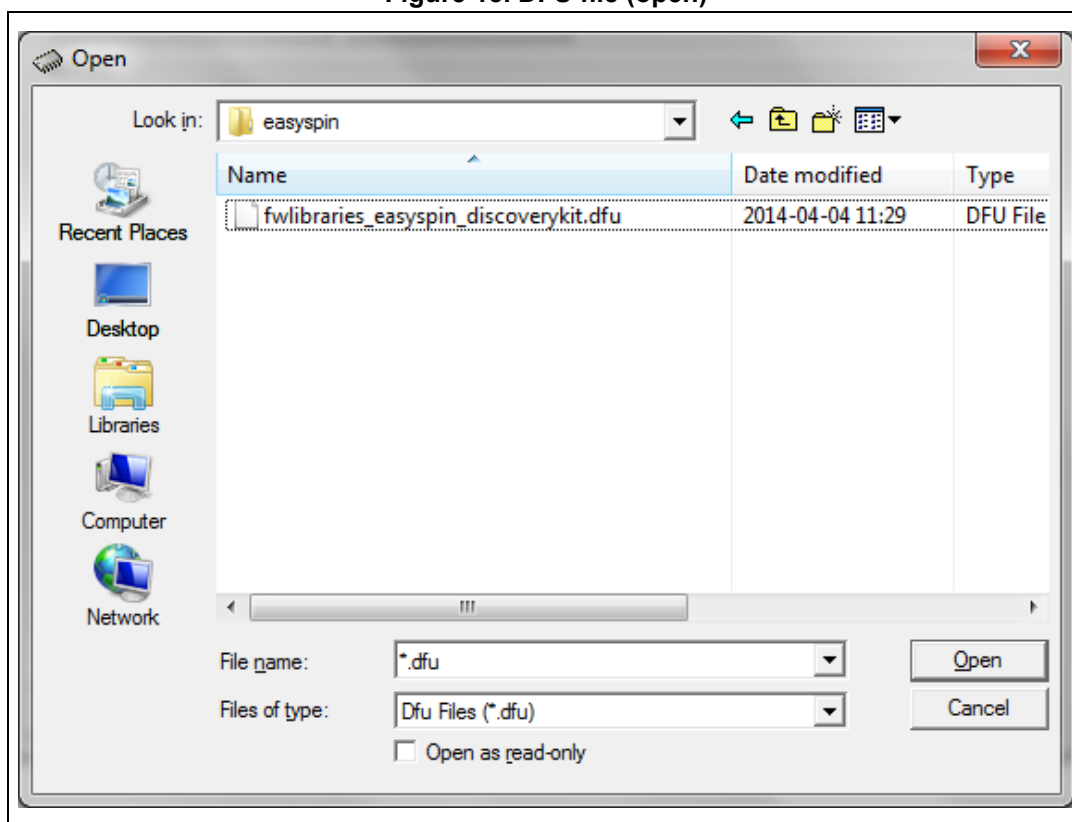 Open
Look in: easyspin
Name Date modified Type
fwlibraries_easyspin_discoverykit.dfu 2014-04-04 11:29 DFU File
Recent Places
Desktop
Libraries
Computer
Network
File name: *.dfu Open
Files of type: Dfu Files (*.dfu) Cancel
Open as read-only